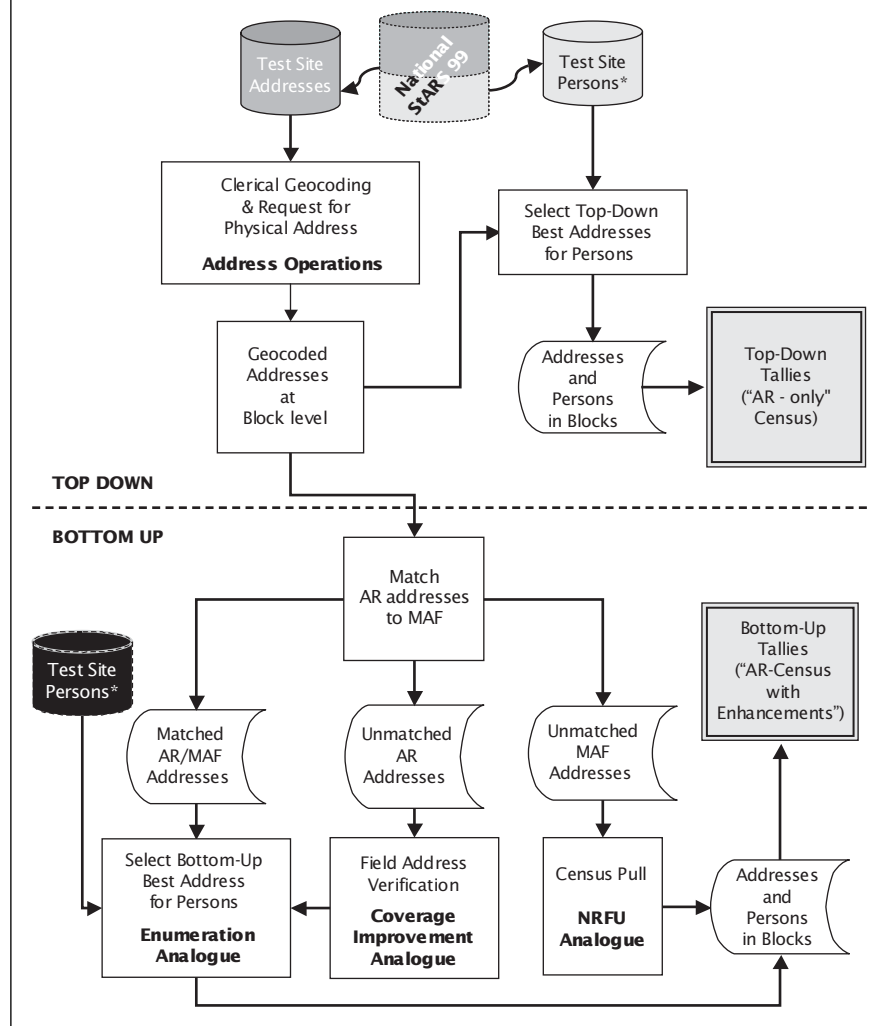 Test Site
Addresses
National
StARS 99
Test Site
Persons*
Clerical Geocoding
& Request for
Physical Address
Address Operations
Select Top-Down
Best Addresses
for Persons
Geocoded
Addresses
at
Block level
Addresses
and
Persons
in Blocks
Top-Down
Tallies
(“AR - only"
Census)
TOP DOWN
BOTTOM UP
Match
AR addresses
to MAF
Test Site
Persons*
Bottom-Up
Tallies
(“AR-Census
with
Enhancements”)
Matched
AR/MAF
Addresses
Unmatched
AR
Addresses
Unmatched
MAF
Addresses
Select Bottom-Up
Best Address
for Persons
Enumeration
Analogue
Field Address
Verification
Coverage
Improvement
Analogue
Census Pull
NRFU
Analogue
Addresses
and
Persons
in Blocks